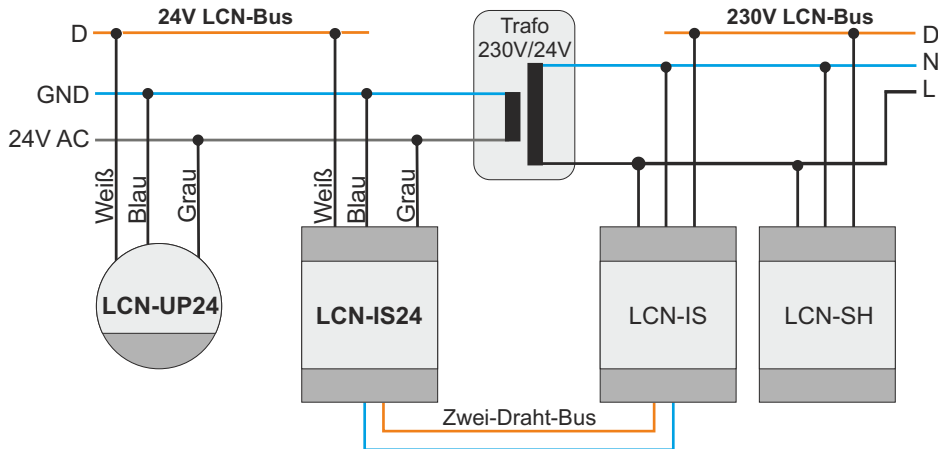 24V LCN-Bus
Trafo
230V/24V
230V LCN-Bus
D
D
N
GND
L
24V AC
Weiß
Blau
Grau
Weiß
Blau
Grau
LCN-UP24
LCN-IS24
LCN-IS
LCN-SH
Zwei-Draht-Bus